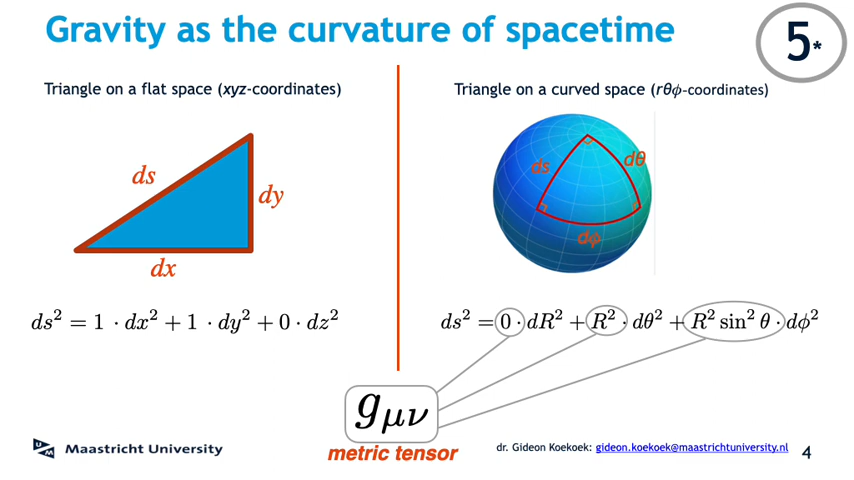 Gravity as the curvature of spacetime
5*
Triangle on a flat space (xyz-coordinates)
ds
dy
dx
ds² = 1 · dx² + 1 · dy² + 0 · dz²
Triangle on a curved space (rθϕ-coordinates)
ds
dθ
dϕ
ds² = 0 · dR² + R² · dθ² + R² sin² θ · dϕ²
gμν
metric tensor
UM
Maastricht University
dr. Gideon Koekoek: gideon.koekoek@maastrichtuniversity.nl
4